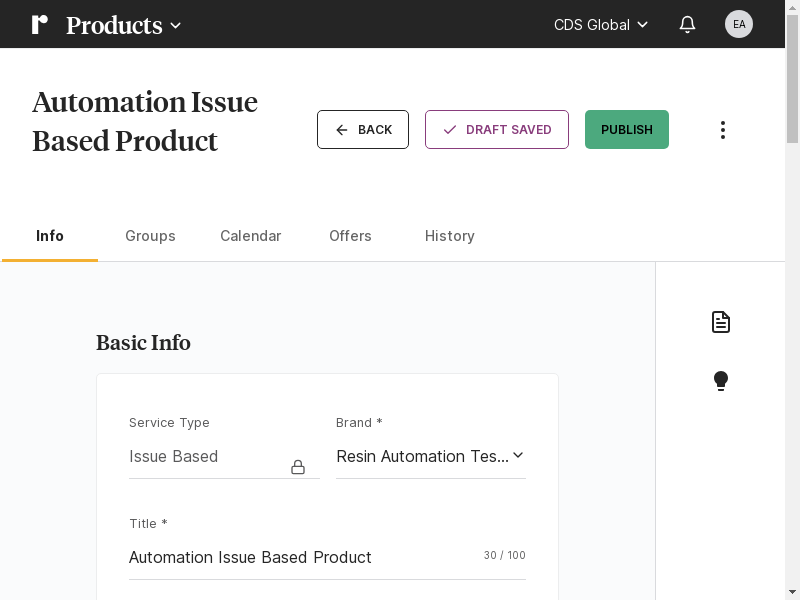 r Products
CDS Global
EA
Automation Issue
Based Product
BACK
DRAFT SAVED
PUBLISH
Info
Groups
Calendar
Offers
History
Basic Info
Service Type
Brand *
Issue Based
Resin Automation Tes...
Title *
Automation Issue Based Product
30 / 100